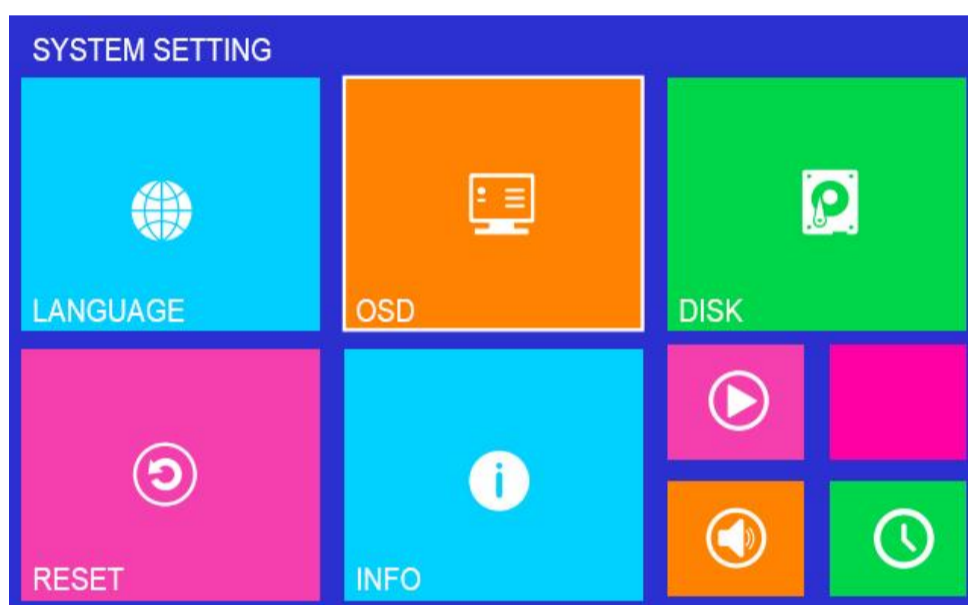 SYSTEM SETTING
LANGUAGE
OSD
DISK
RESET
INFO